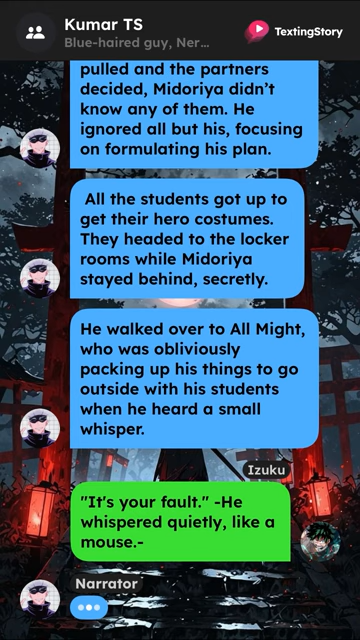 Kumar TS
Blue-haired guy, Ner...
TextingStory
pulled and the partners
decided, Midoriya didn't
know any of them. He
ignored all but his, focusing
on formulating his plan.
All the students got up to
get their hero costumes.
They headed to the locker
rooms while Midoriya
stayed behind, secretly.
He walked over to All Might,
who was obliviously
packing up his things to go
outside with his students
when he heard a small
whisper.
Izuku
"It's your fault." -He
whispered quietly, like a
mouse.-
Narrator